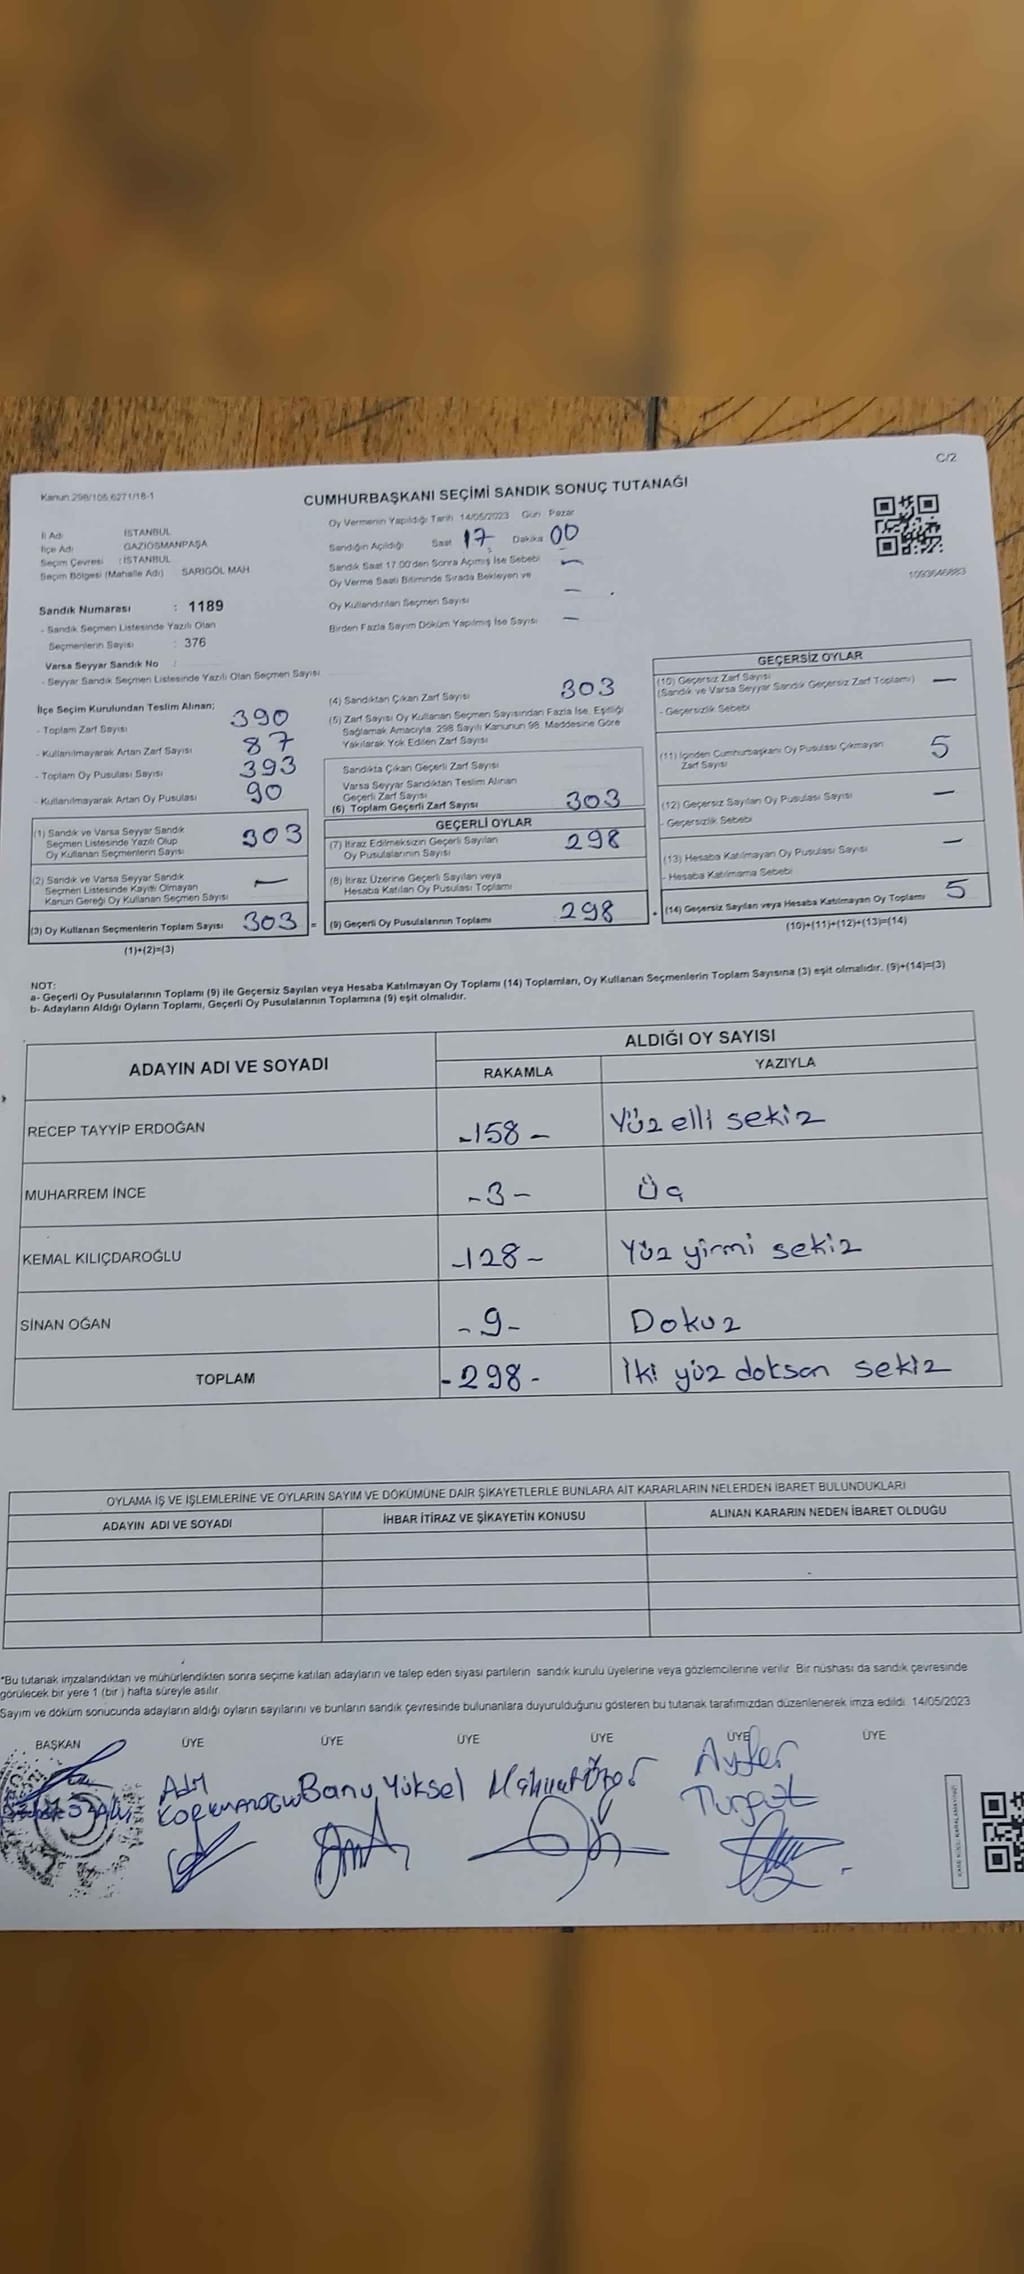 C/2
Kanun:298/105,6271/18-1
CUMHURBAŞKANI SEÇİMİ SANDIK SONUÇ TUTANAĞI
İl Adı İSTANBUL
İlçe Adı GAZİOSMANPAŞA
Seçim Çevresi : İSTANBUL
Seçim Bölgesi (Mahalle Adı) SARIGÖL MAH
Oy Vermenin Yapıldığı Tarih 14/05/2023 Gün Pazar
Sandığın Açıldığı Saat 17 Dakika 00
Sandık Saat 17.00'den Sonra Açmış İse Sebebi —
Oy Verme Saati Bitiminde Sırada Bekleyen ve
Oy Kullandırılan Seçmen Sayısı —
Birden Fazla Sayım Döküm Yapılmış İse Sayısı —
1093646883
Sandık Numarası : 1189
- Sandık Seçmen Listesinde Yazılı Olan
Seçmenlerin Sayısı : 376
Varsa Seyyar Sandık No :
- Seyyar Sandık Seçmen Listesinde Yazılı Olan Seçmen Sayısı
İlçe Seçim Kurulundan Teslim Alınan;
- Toplam Zarf Sayısı 390
- Kullanılmayarak Artan Zarf Sayısı 87
- Toplam Oy Pusulası Sayısı 393
- Kullanılmayarak Artan Oy Pusulası 90
(1) Sandık ve Varsa Seyyar Sandık
Seçmen Listesinde Yazılı Olup
Oy Kullanan Seçmenlerin Sayısı 303
(2) Sandık ve Varsa Seyyar Sandık
Seçmen Listesinde Kayıtlı Olmayan
Kanun Gereği Oy Kullanan Seçmen Sayısı —
(3) Oy Kullanan Seçmenlerin Toplam Sayısı 303 =
(1)+(2)=(3)
(4) Sandıktan Çıkan Zarf Sayısı 303
(5) Zarf Sayısı Oy Kullanan Seçmen Sayısından Fazla İse, Eşitliği
Sağlamak Amacıyla, 298 Sayılı Kanunun 98. Maddesine Göre
Yakılarak Yok Edilen Zarf Sayısı
Sandıkta Çıkan Geçerli Zarf Sayısı
Varsa Seyyar Sandıktan Teslim Alınan
Geçerli Zarf Sayısı
(6) Toplam Geçerli Zarf Sayısı 303
GEÇERLİ OYLAR
(7) İtiraz Edilmeksizin Geçerli Sayılan
Oy Pusulalarının Sayısı 298
(8) İtiraz Üzerine Geçerli Sayılan veya
Hesaba Katılan Oy Pusulası Toplamı
(9) Geçerli Oy Pusulalarının Toplamı 298 +
GEÇERSİZ OYLAR
(10) Geçersiz Zarf Sayısı
(Sandık ve Varsa Seyyar Sandık Geçersiz Zarf Toplamı) —
- Geçersizlik Sebebi
(11) İçinden Cumhurbaşkanı Oy Pusulası Çıkmayan
Zarf Sayısı 5
(12) Geçersiz Sayılan Oy Pusulası Sayısı —
- Geçersizlik Sebebi
(13) Hesaba Katılmayan Oy Pusulası Sayısı —
- Hesaba Katılmama Sebebi
(14) Geçersiz Sayılan veya Hesaba Katılmayan Oy Toplamı 5
(10)+(11)+(12)+(13)=(14)
NOT:
a- Geçerli Oy Pusulalarının Toplamı (9) ile Geçersiz Sayılan veya Hesaba Katılmayan Oy Toplamı (14) Toplamları, Oy Kullanan Seçmenlerin Toplam Sayısına (3) eşit olmalıdır. (9)+(14)=(3)
b- Adayların Aldığı Oyların Toplamı, Geçerli Oy Pusulalarının Toplamına (9) eşit olmalıdır.
ADAYIN ADI VE SOYADI ALDIĞI OY SAYISI
RAKAMLA YAZIYLA
RECEP TAYYİP ERDOĞAN -158- Yüz elli sekiz
MUHARREM İNCE -3- Üç
KEMAL KILIÇDAROĞLU -128- Yüz yirmi sekiz
SİNAN OĞAN -9- Dokuz
TOPLAM -298- İki yüz doksan sekiz
OYLAMA İŞ VE İŞLEMLERİNE VE OYLARIN SAYIM VE DÖKÜMÜNE DAİR ŞİKAYETLERLE BUNLARA AİT KARARLARIN NELERDEN İBARET BULUNDUKLARI
ADAYIN ADI VE SOYADI İHBAR İTİRAZ VE ŞİKAYETİN KONUSU ALINAN KARARIN NEDEN İBARET OLDUĞU
*Bu tutanak imzalandıktan ve mühürlendikten sonra seçime katılan adayların ve talep eden siyası partilerin sandık kurulu üyelerine veya gözlemcilerine verilir. Bir nüshası da sandık çevresinde
görülecek bir yere 1 (bir ) hafta süreyle asılır.
Sayım ve döküm sonucunda adayların aldığı oyların sayılarını ve bunların sandık çevresinde bulunanlara duyurulduğunu gösteren bu tutanak tarafımızdan düzenlenerek imza edildi. 14/05/2023
BAŞKAN ÜYE ÜYE ÜYE ÜYE ÜYE ÜYE
Banu Yüksel
Mahmut Özer
Ayfer
Turgut